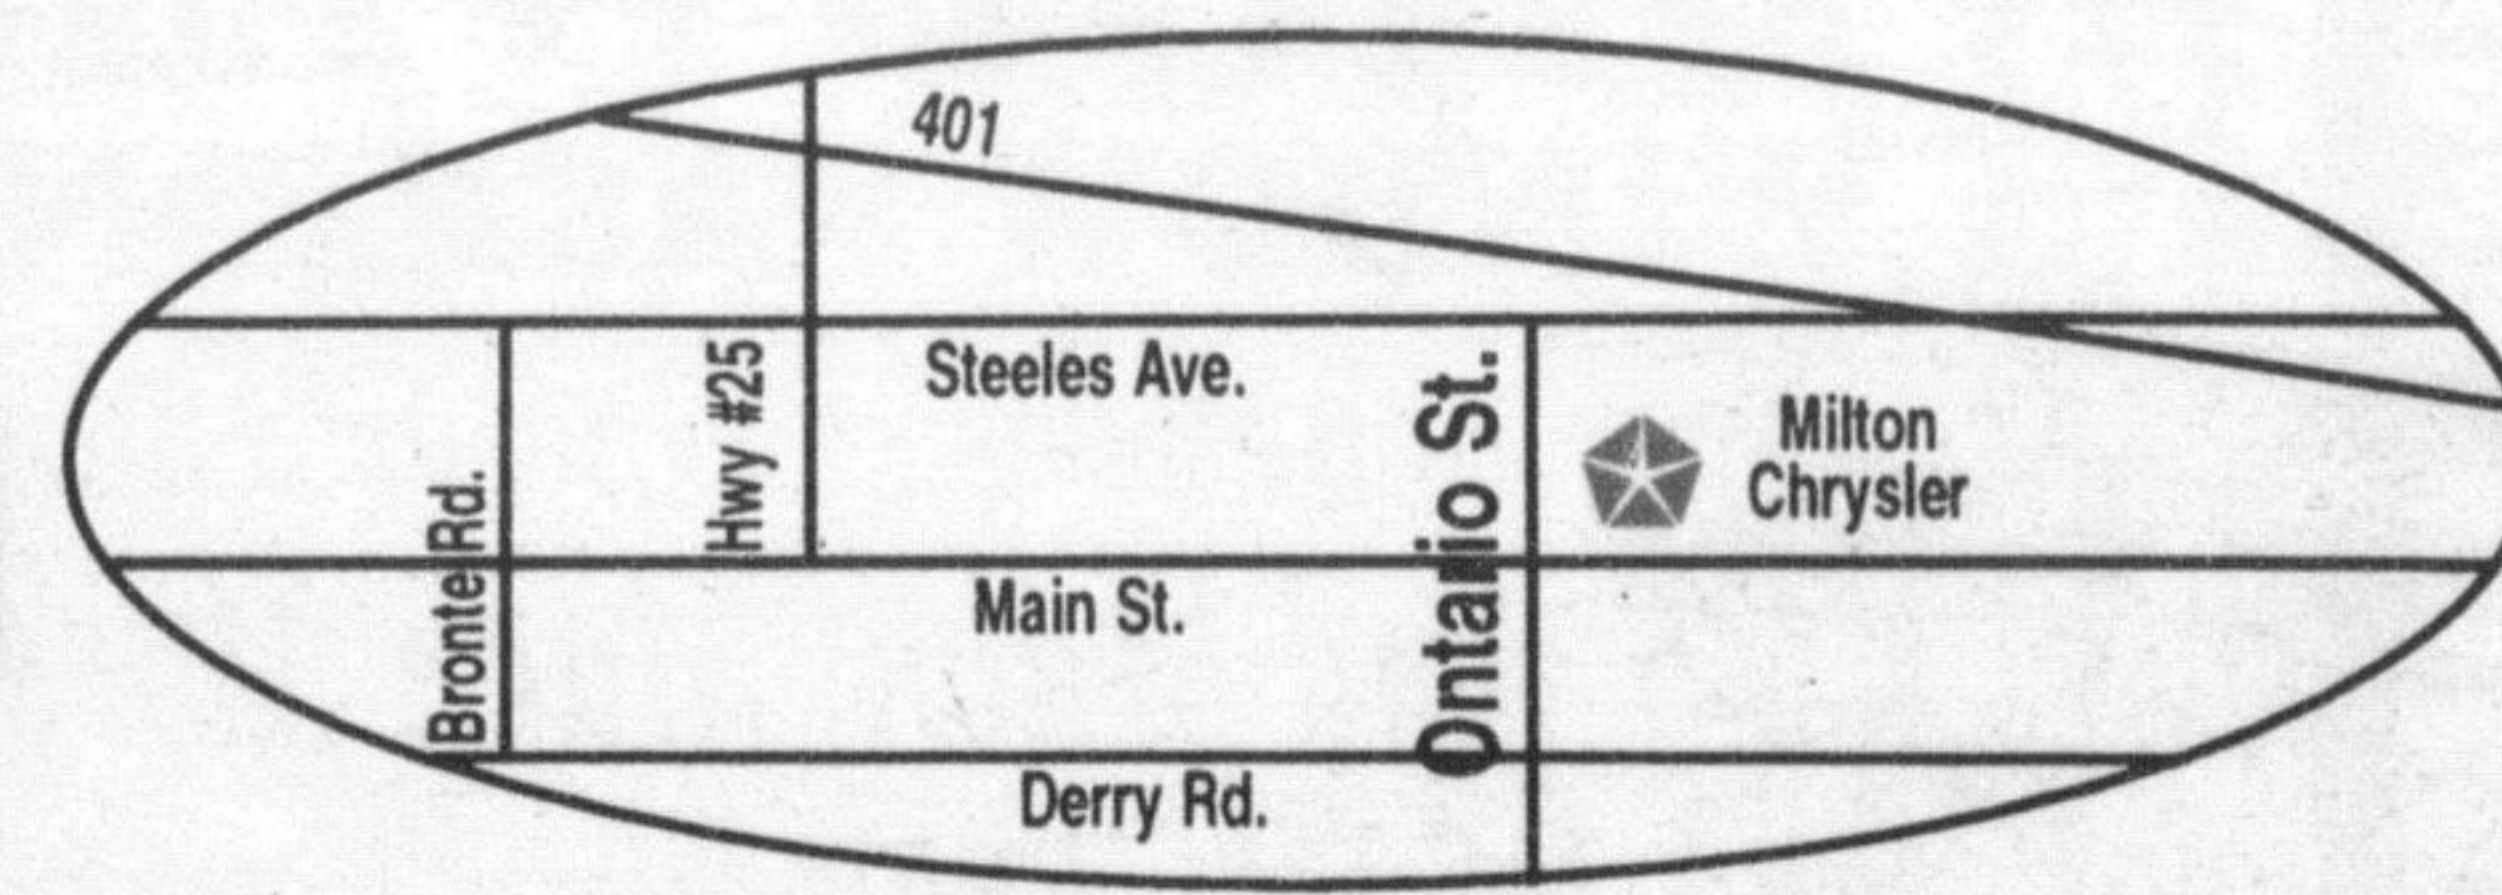 401
Steeles Ave.
Hwy #25
Ontario St.
Milton
Chrysler
Bronte Rd.
Main St.
Derry Rd.